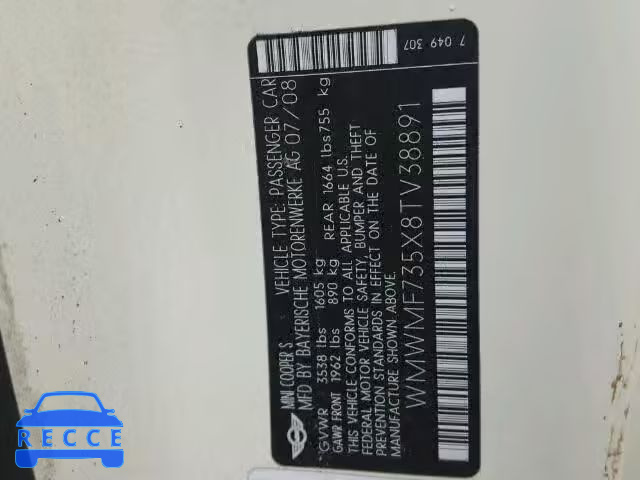 MINI COOPER S VEHICLE TYPE: PASSENGER CAR
MFD BY BAYERISCHE MOTORENWERKE AG 07/08
GVWR 3538 lbs 1605 kg
GAWR FRONT 1962 lbs 890 kg REAR 1664 lbs 755 kg
THIS VEHICLE CONFORMS TO ALL APPLICABLE U.S.
FEDERAL MOTOR VEHICLE SAFETY, BUMPER AND THEFT
PREVENTION STANDARDS IN EFFECT ON THE DATE OF
MANUFACTURE SHOWN ABOVE.
WMWMF735X8TV38891
7 049 307
RECCE